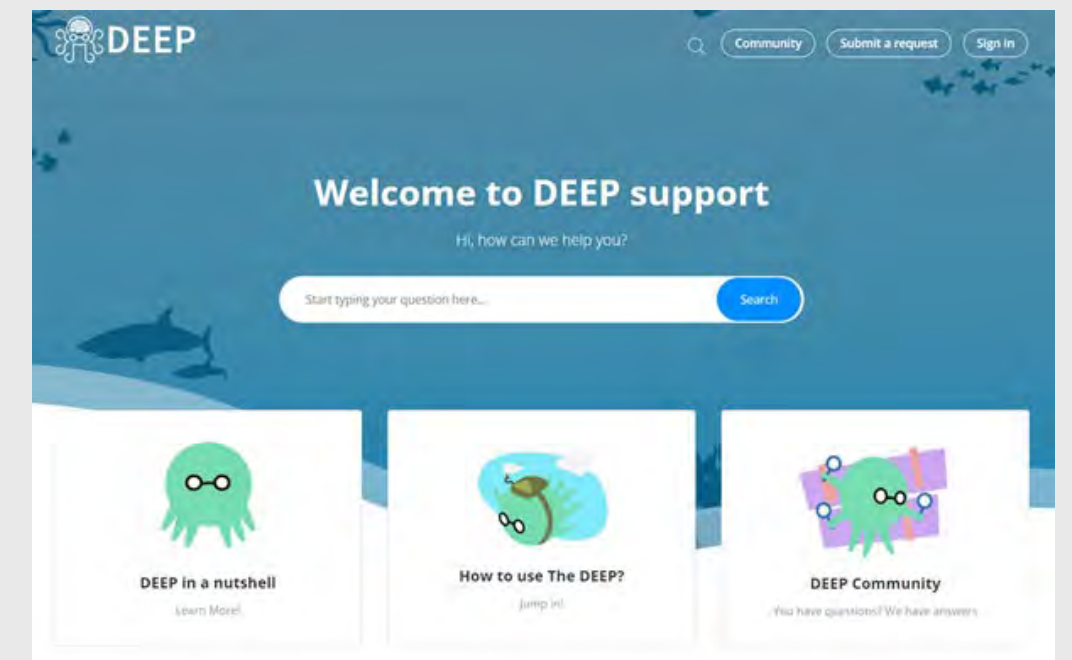 DEEP
Community
Submit a request
Sign in
Welcome to DEEP support
Hi, how can we help you?
Start typing your question here...
Search
DEEP in a nutshell
Learn More!
How to use The DEEP?
Jump in!
DEEP Community
You have questions? We have answers